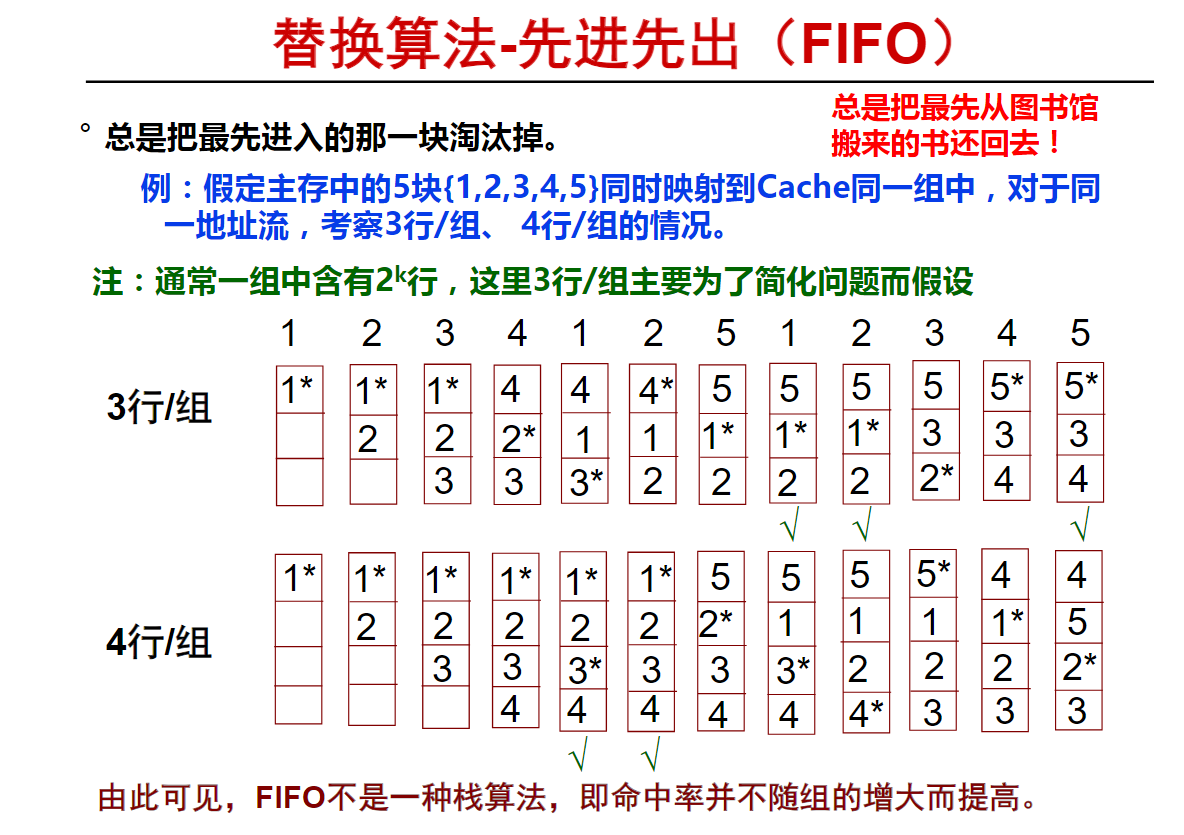 替换算法-先进先出（FIFO）
总是把最先从图书馆
搬来的书还回去！
° 总是把最先进入的那一块淘汰掉。
例：假定主存中的5块{1,2,3,4,5}同时映射到Cache同一组中，对于同
一地址流，考察3行/组、 4行/组的情况。
注：通常一组中含有2ᵏ行，这里3行/组主要为了简化问题而假设
1 2 3 4 1 2 5 1 2 3 4 5
3行/组
1* 1* 1* 4 4 4* 5 5 5 5 5* 5*
2 2 2* 1 1 1* 1* 1* 3 3 3
3 3 3* 2 2 2 2 2* 4 4
√ √ √
4行/组
1* 1* 1* 1* 1* 1* 5 5 5 5* 4 4
2 2 2 2 2 2* 1 1 1 1* 5
3 3 3* 3 3 3* 2 2 2 2*
4 4 4 4 4 4* 3 3 3
√ √
由此可见，FIFO不是一种栈算法，即命中率并不随组的增大而提高。